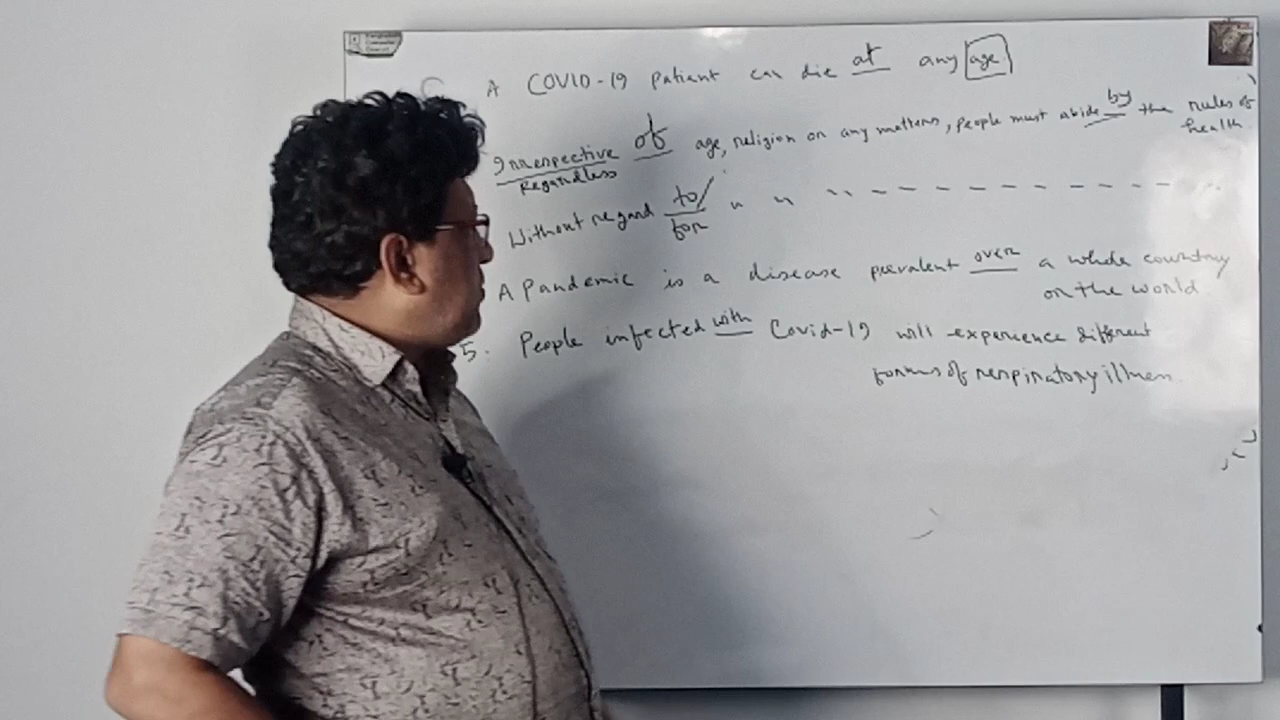 A COVID-19 patient can die at any age
Irrespective of age, religion or any matters, people must abide by the rules of
health
Regardless
Without regard to/ " " " - - - - - - - - - - -
for
A Pandemic is a disease prevalent over a whole country
or the world
5. People infected with Covid-19 will experience different
forms of respiratory illness